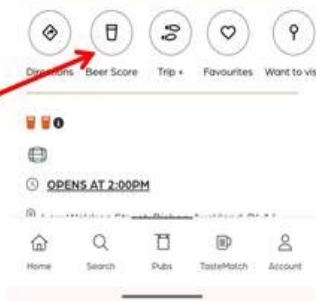 Directions Beer Score Trip + Favourites Want to vis
OPENS AT 2:00PM
Home Search Pubs TasteMatch Account